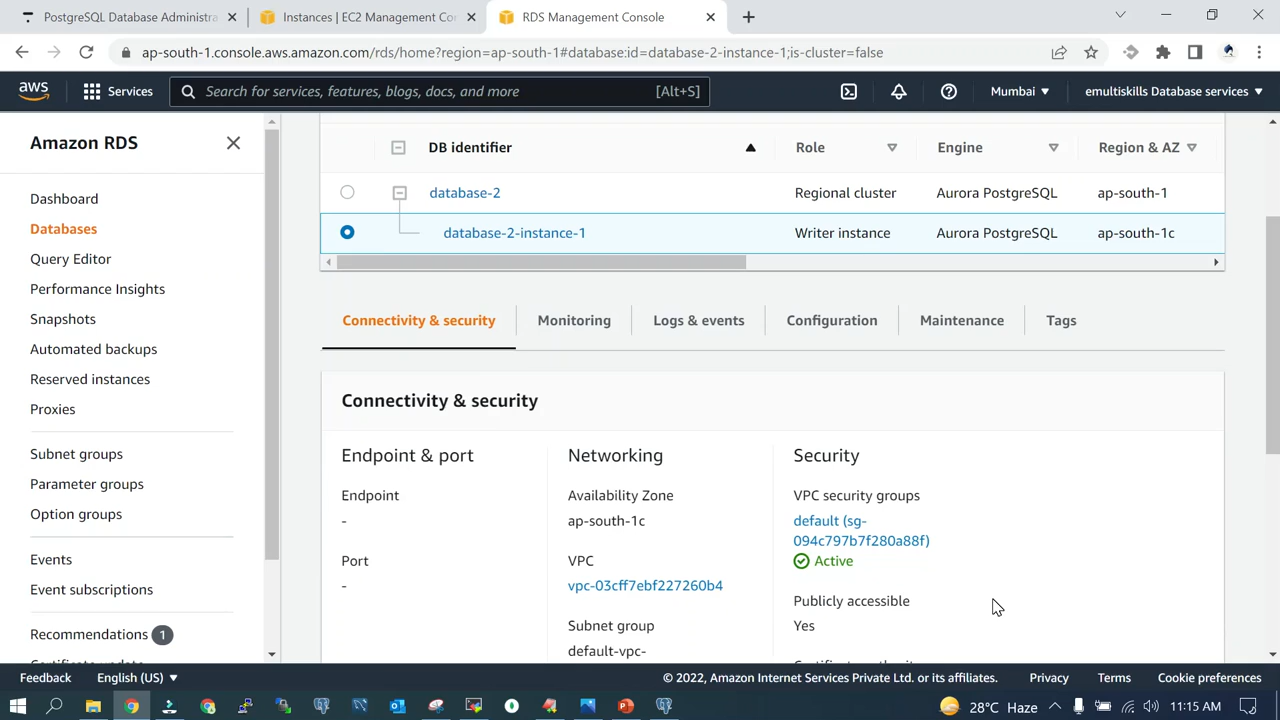 PostgreSQL Database Administra
Instances | EC2 Management Con
RDS Management Console
ap-south-1.console.aws.amazon.com/rds/home?region=ap-south-1#database:id=database-2-instance-1;is-cluster=false
aws
Services
Search for services, features, blogs, docs, and more
[Alt+S]
Mumbai
emultiskills Database services
Amazon RDS
Dashboard
Databases
Query Editor
Performance Insights
Snapshots
Automated backups
Reserved instances
Proxies
Subnet groups
Parameter groups
Option groups
Events
Event subscriptions
Recommendations 1
DB identifier Role Engine Region & AZ
database-2 Regional cluster Aurora PostgreSQL ap-south-1
database-2-instance-1 Writer instance Aurora PostgreSQL ap-south-1c
Connectivity & security Monitoring Logs & events Configuration Maintenance Tags
Connectivity & security
Endpoint & port
Endpoint
-
Port
-
Networking
Availability Zone
ap-south-1c
VPC
vpc-03cff7ebf227260b4
Subnet group
default-vpc-
Security
VPC security groups
default (sg-
094c797b7f280a88f)
Active
Publicly accessible
Yes
Feedback English (US) © 2022, Amazon Internet Services Private Ltd. or its affiliates. Privacy Terms Cookie preferences
28°C Haze 11:15 AM